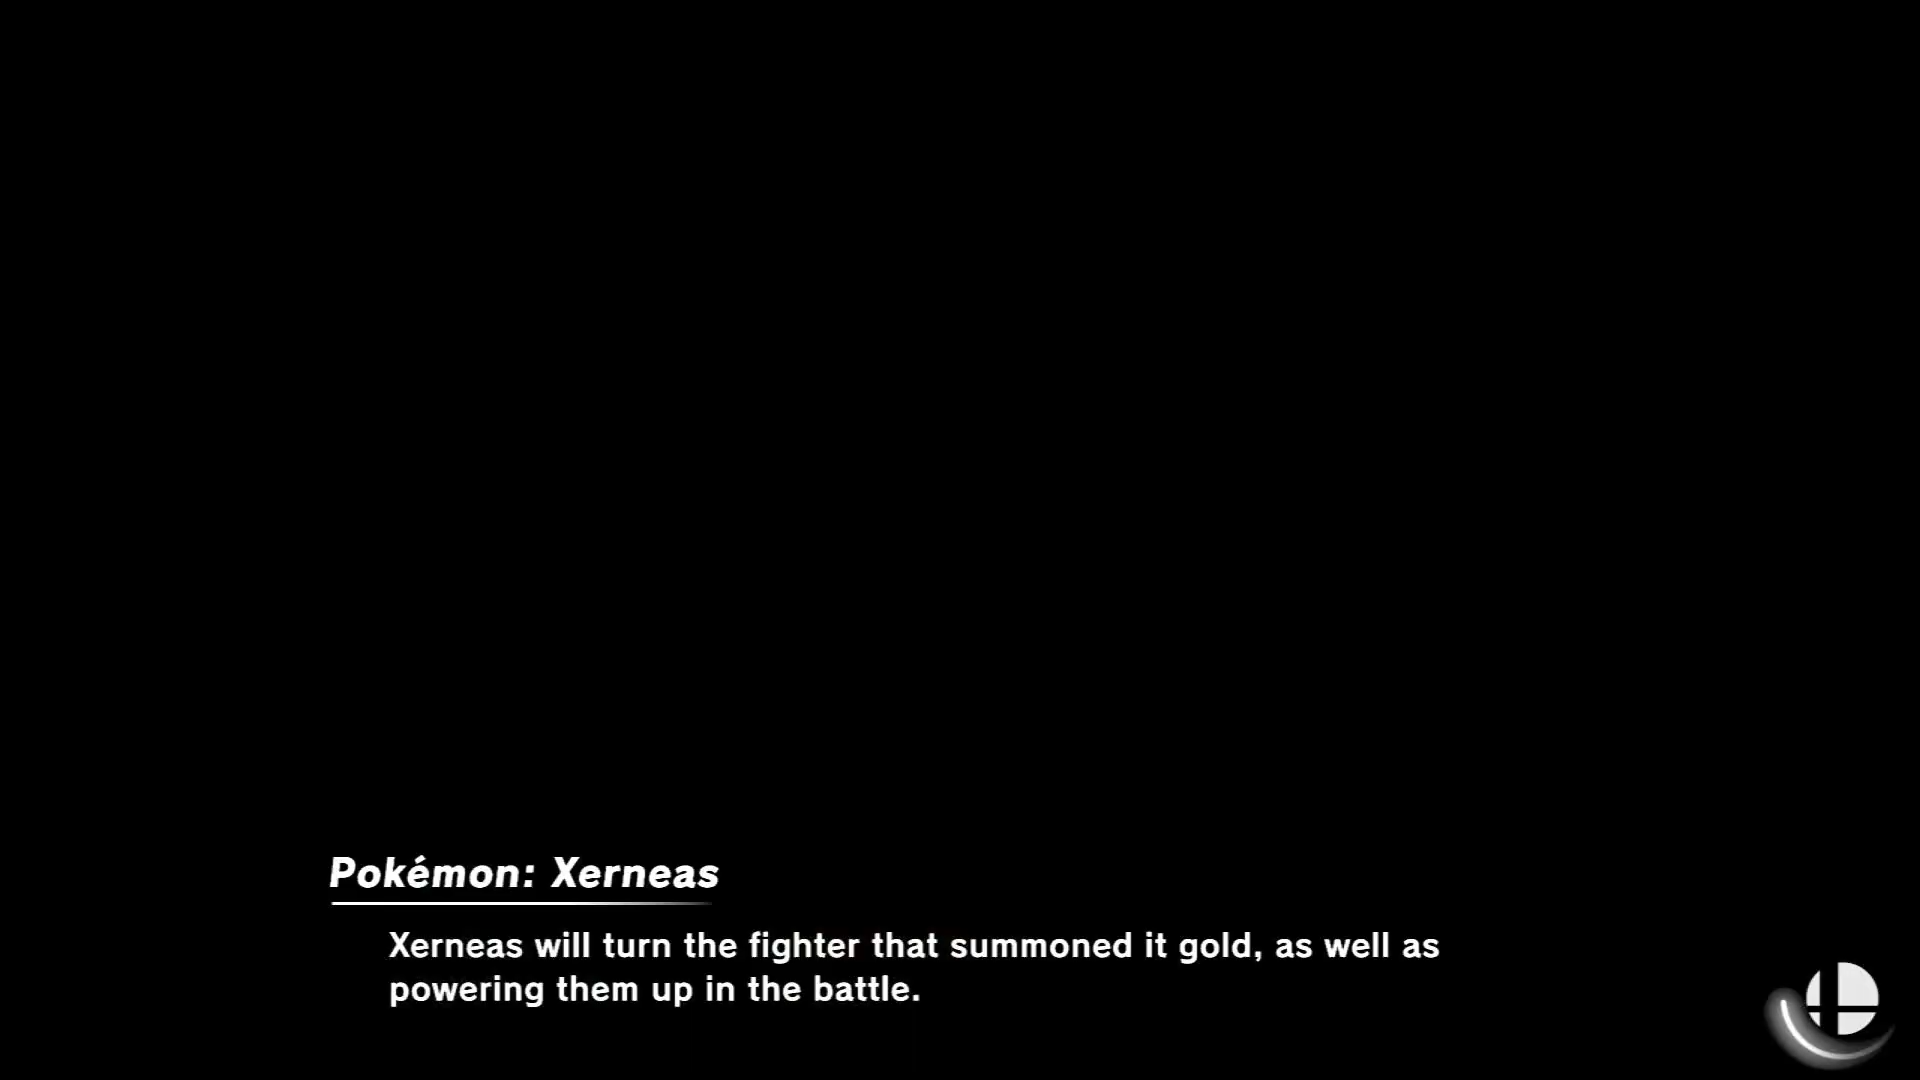 Pokémon: Xerneas
Xerneas will turn the fighter that summoned it gold, as well as
powering them up in the battle.